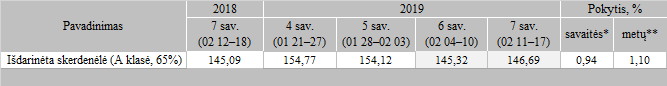 Pavadinimas 2018 2019 Pokytis, %
7 sav. (02 12–18) 4 sav. (01 21–27) 5 sav. (01 28–02 03) 6 sav. (02 04–10) 7 sav. (02 11–17) savaitės* metų**
Išdarinėta skerdenėlė (A klasė, 65%) 145,09 154,77 154,12 145,32 146,69 0,94 1,10